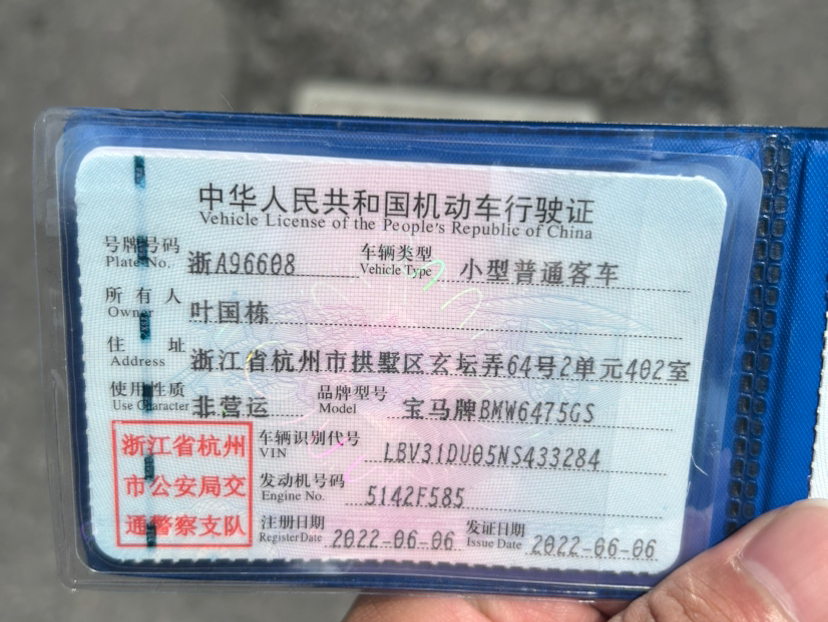 中华人民共和国机动车行驶证
Vehicle License of the People's Republic of China
号牌号码 浙A96608 车辆类型 小型普通客车
Plate No. Vehicle Type
所有人 叶国栋
Owner
住址 浙江省杭州市拱墅区玄坛弄64号2单元402室
Address
使用性质 非营运 品牌型号 宝马牌BMW6475GS
Use Character Model
浙江省杭州
市公安局交
通警察支队
车辆识别代号 LBV31DU05NS433284
VIN
发动机号码 5142F585
Engine No.
注册日期 2022-06-06 发证日期 2022-06-06
Register Date Issue Date